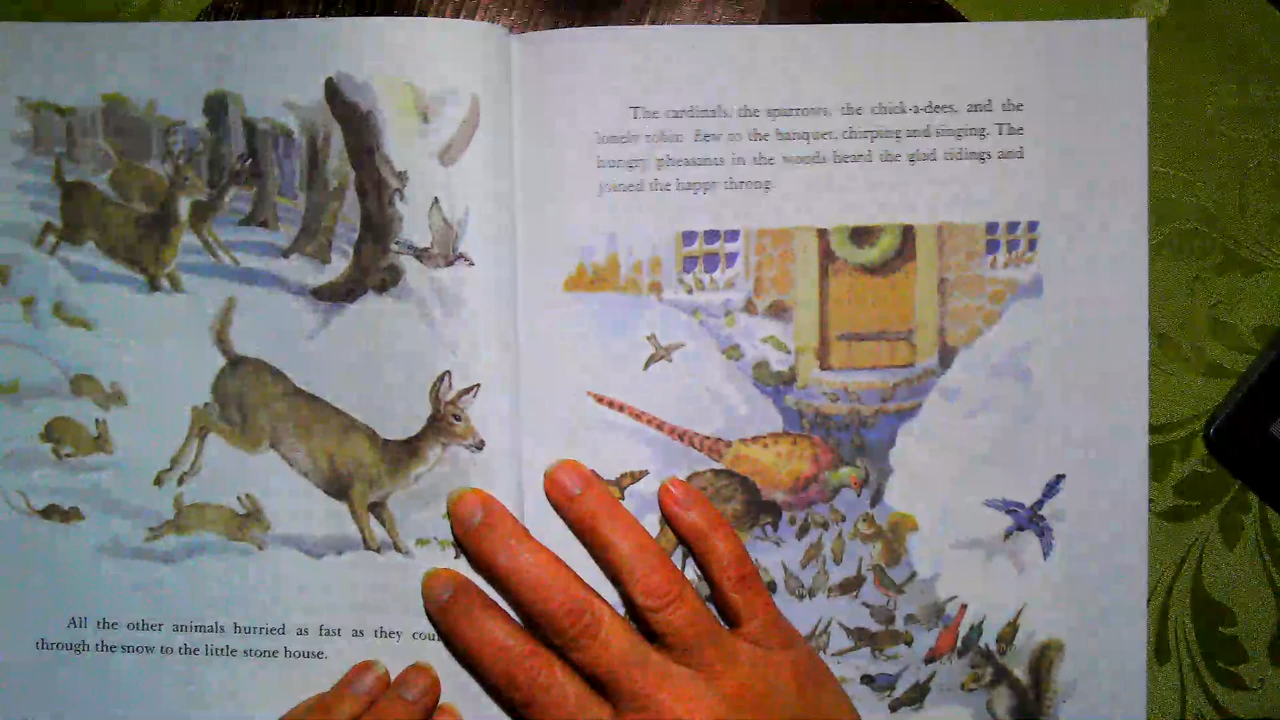 All the other animals hurried as fast as they cou
through the snow to the little stone house.
The cardinals, the sparrows, the chick-a-dees, and the
lonely robin flew to the banquet, chirping and singing. The
hungry pheasants in the woods heard the glad tidings and
joined the happy throng.